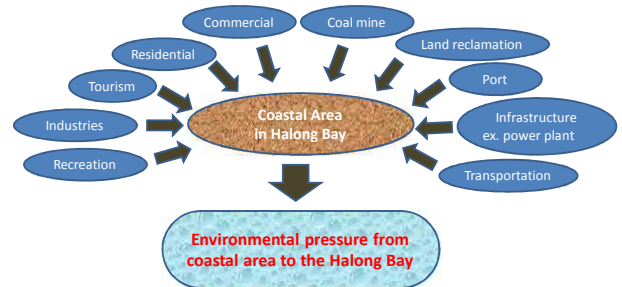 Commercial
Coal mine
Residential
Land reclamation
Tourism
Port
Coastal Area
in Halong Bay
Industries
Infrastructure
ex. power plant
Recreation
Transportation
Environmental pressure from
coastal area to the Halong Bay